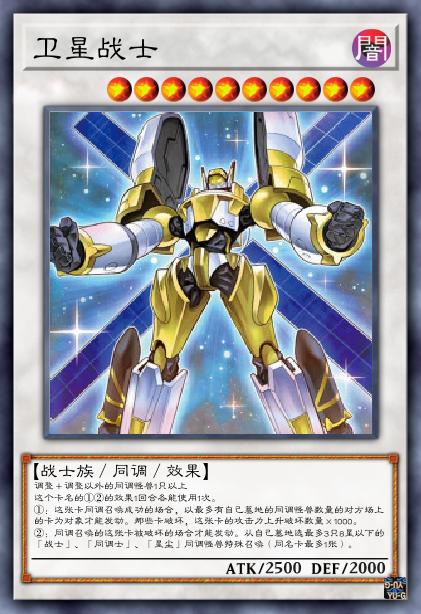 卫星战士
闇
【战士族／同调／效果】
调整＋调整以外的同调怪兽1只以上
这个卡名的①②的效果1回合各能使用1次。
①：这张卡同调召唤成功的场合，以最多有自己墓地的同调怪兽数量的对方场上
的卡为对象才能发动。那些卡破坏，这张卡的攻击力上升破坏数量×1000。
②：同调召唤的这张卡被破坏的场合才能发动。从自己墓地选最多3只8星以下的
「战士」、「同调士」、「星尘」同调怪兽特殊召唤（同名卡最多1张）。
ATK/2500 DEF/2000